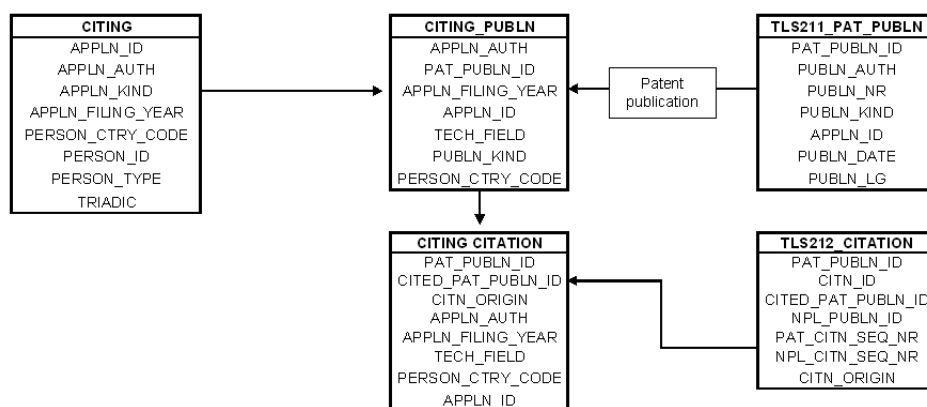 CITING
APPLN_ID
APPLN_AUTH
APPLN_KIND
APPLN_FILING_YEAR
PERSON_CTRY_CODE
PERSON_ID
PERSON_TYPE
TRIADIC
CITING_PUBLN
APPLN_AUTH
PAT_PUBLN_ID
APPLN_FILING_YEAR
APPLN_ID
TECH_FIELD
PUBLN_KIND
PERSON_CTRY_CODE
Patent
publication
TLS211_PAT_PUBLN
PAT_PUBLN_ID
PUBLN_AUTH
PUBLN_NR
PUBLN_KIND
APPLN_ID
PUBLN_DATE
PUBLN_LG
CITING CITATION
PAT_PUBLN_ID
CITED_PAT_PUBLN_ID
CITN_ORIGIN
APPLN_AUTH
APPLN_FILING_YEAR
TECH_FIELD
PERSON_CTRY_CODE
APPLN_ID
TLS212_CITATION
PAT_PUBLN_ID
CITN_ID
CITED_PAT_PUBLN_ID
NPL_PUBLN_ID
PAT_CITN_SEQ_NR
NPL_CITN_SEQ_NR
CITN_ORIGIN